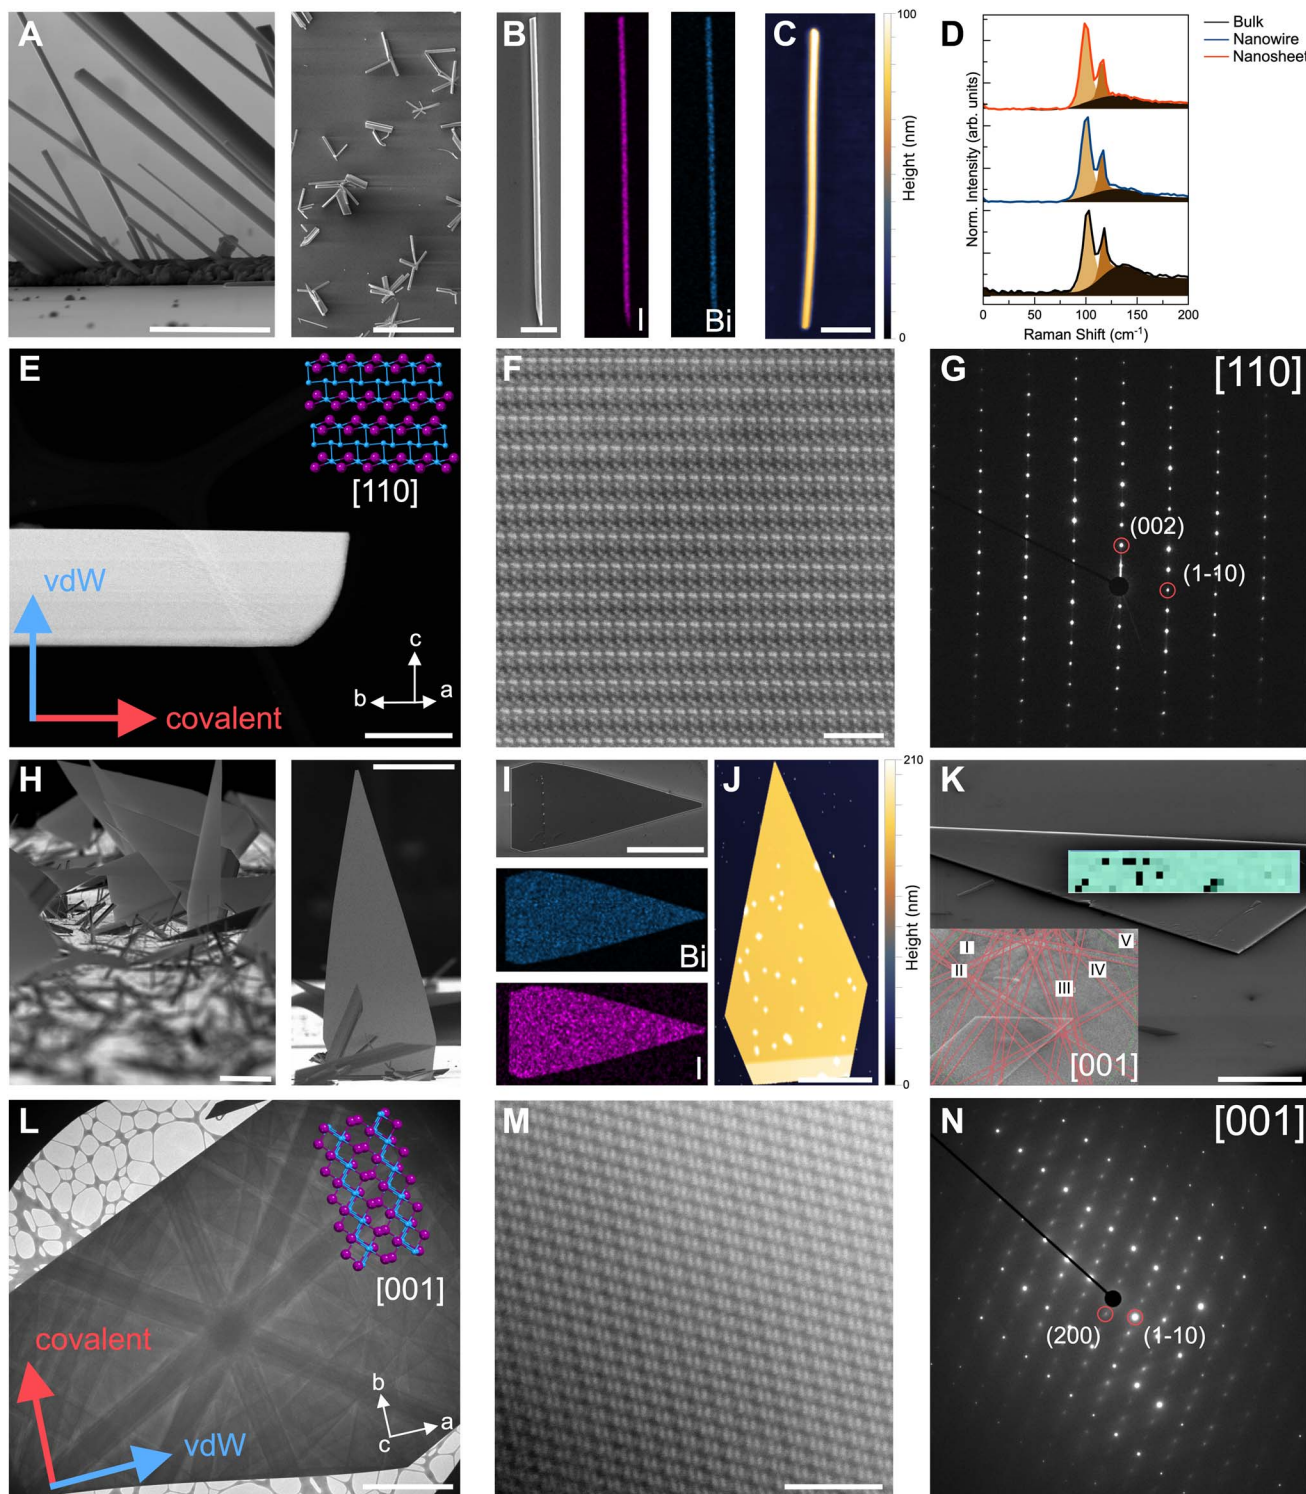 A
B
I
Bi
C
100
Height (nm)
0
D
Bulk
Nanowire
Nanosheet
Norm. Intensity (arb. units)
0
50
100
150
200
Raman Shift (cm⁻¹)
E
[110]
vdW
covalent
c
b
a
F
G
[110]
(002)
(1-10)
H
I
Bi
I
J
210
Height (nm)
0
K
I
II
III
IV
V
[001]
L
[001]
covalent
vdW
b
a
c
M
N
[001]
(200)
(1-10)